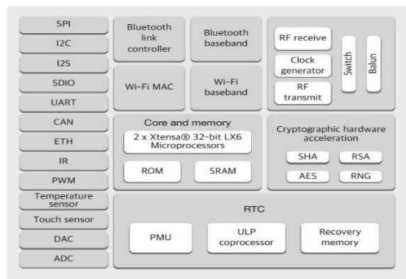 SPI
I2C
I2S
SDIO
UART
CAN
ETH
IR
PWM
Temperature
sensor
Touch sensor
DAC
ADC
Bluetooth
link
controller
Bluetooth
baseband
Wi-Fi MAC
Wi-Fi
baseband
RF receive
Clock
generator
RF
transmit
Switch
Balun
Core and memory
2 x Xtensa® 32-bit LX6
Microprocessors
ROM
SRAM
Cryptographic hardware
acceleration
SHA
RSA
AES
RNG
RTC
PMU
ULP
coprocessor
Recovery
memory